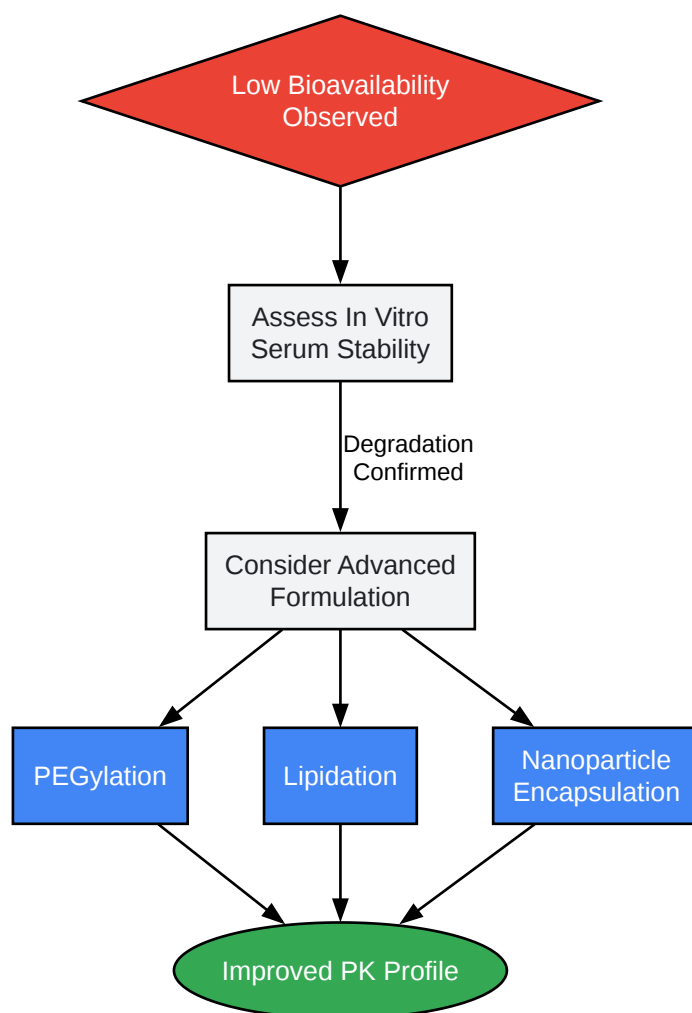 Low Bioavailability
Observed
Assess In Vitro
Serum Stability
Degradation
Confirmed
Consider Advanced
Formulation
PEGylation
Lipidation
Nanoparticle
Encapsulation
Improved PK Profile